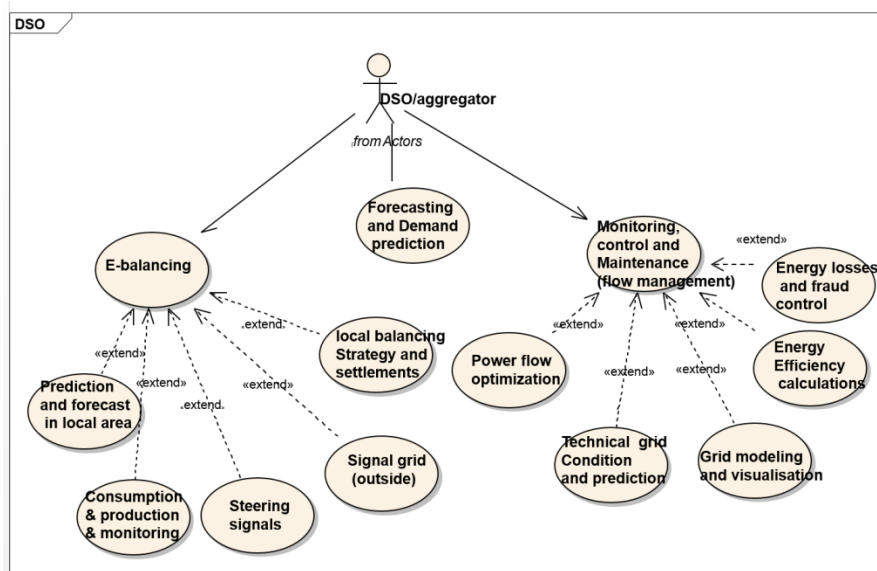 DSO
DSO/aggregator
from Actors
Forecasting
and Demand
prediction
E-balancing
Monitoring,
control and
Maintenance
(flow management)
«extend»
Energy losses
and fraud
control
.extend.
local balancing
Strategy and
settlements
«extend»
«extend»
Power flow
optimization
«extend»
Energy
Efficiency
calculations
«extend»
Prediction
and forecast
in local area
«extend»
.extend.
«extend»
«extend»
Signal grid
(outside)
Technical grid
Condition
and prediction
Grid modeling
and visualisation
Consumption
& production
& monitoring
Steering
signals